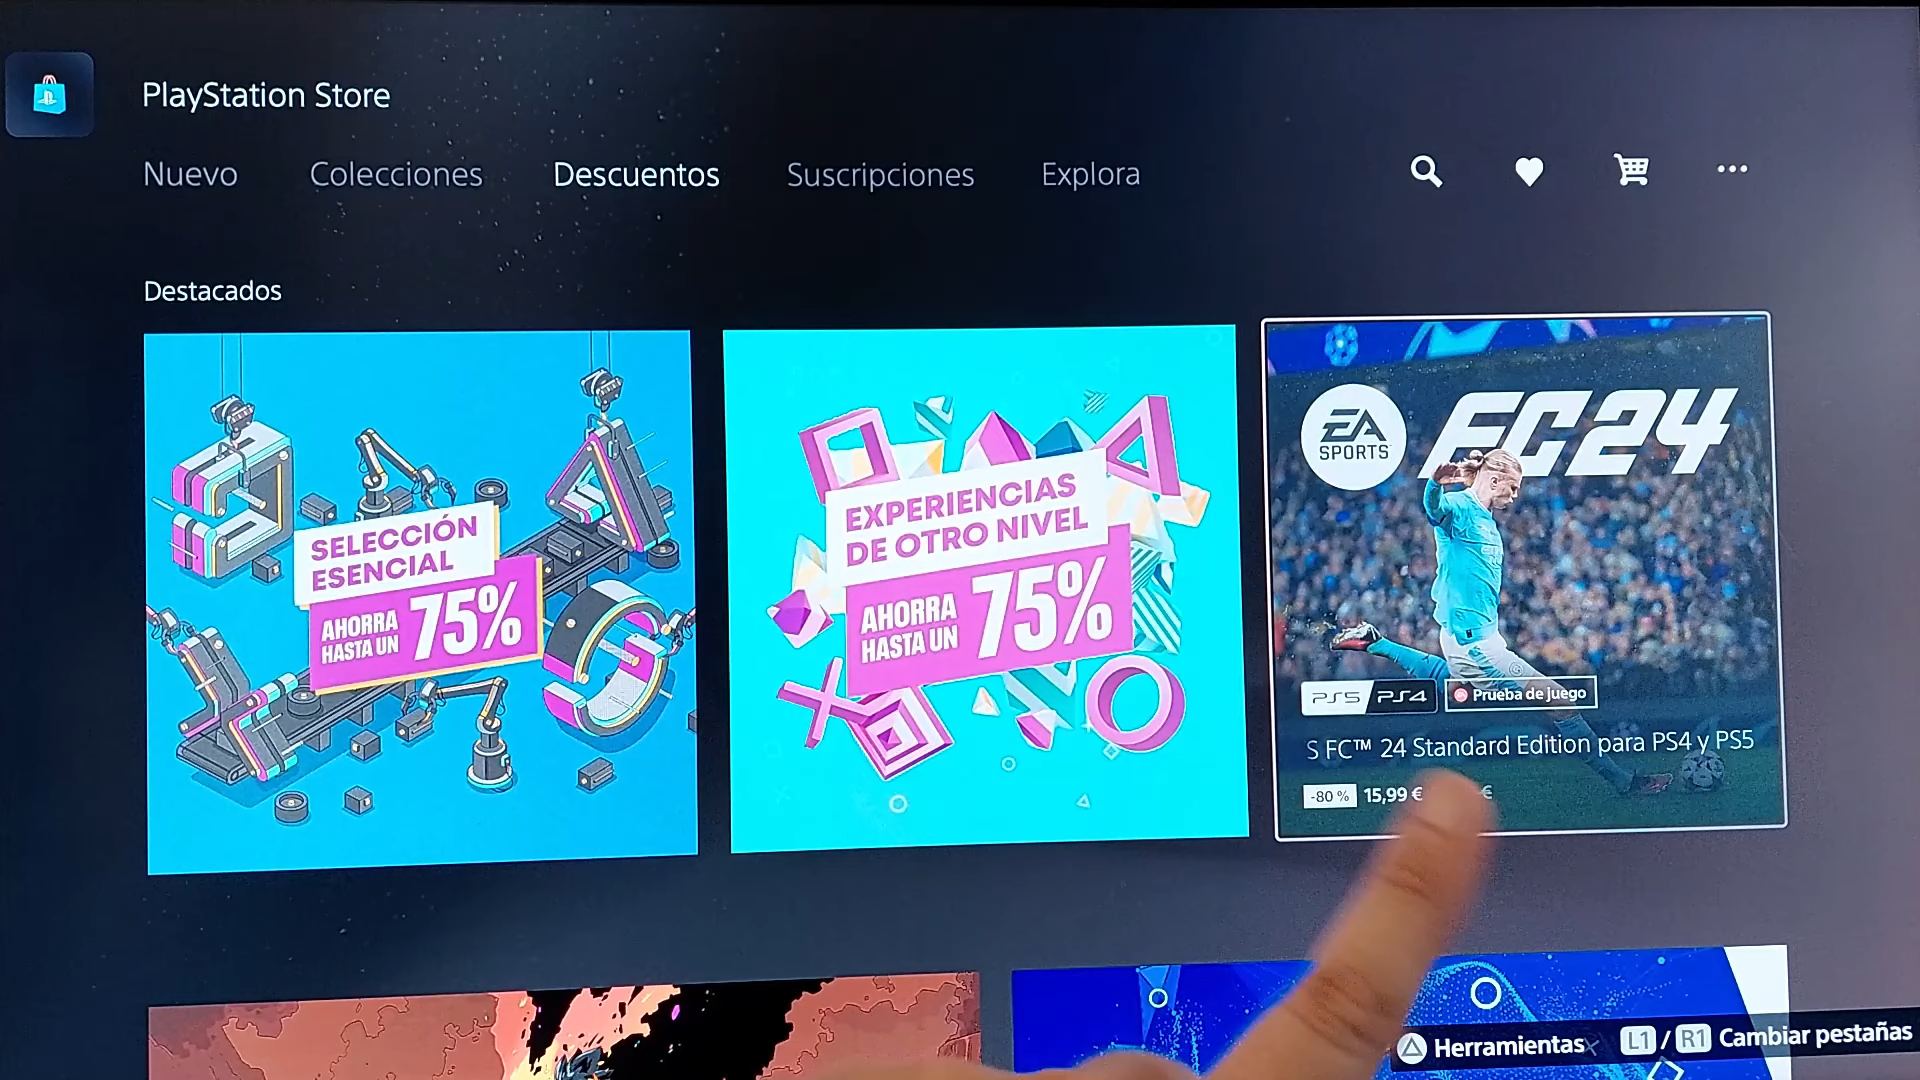 PlayStation Store
Nuevo Colecciones Descuentos Suscripciones Explora
Destacados
SELECCIÓN
ESENCIAL
AHORRA
HASTA UN
75%
EXPERIENCIAS
DE OTRO NIVEL
AHORRA
HASTA UN
75%
EA
SPORTS
FC24
PS5 PS4
Prueba de juego
S FC™ 24 Standard Edition para PS4 y PS5
-80 % 15,99 € €
Herramientas L1 / R1 Cambiar pestañas